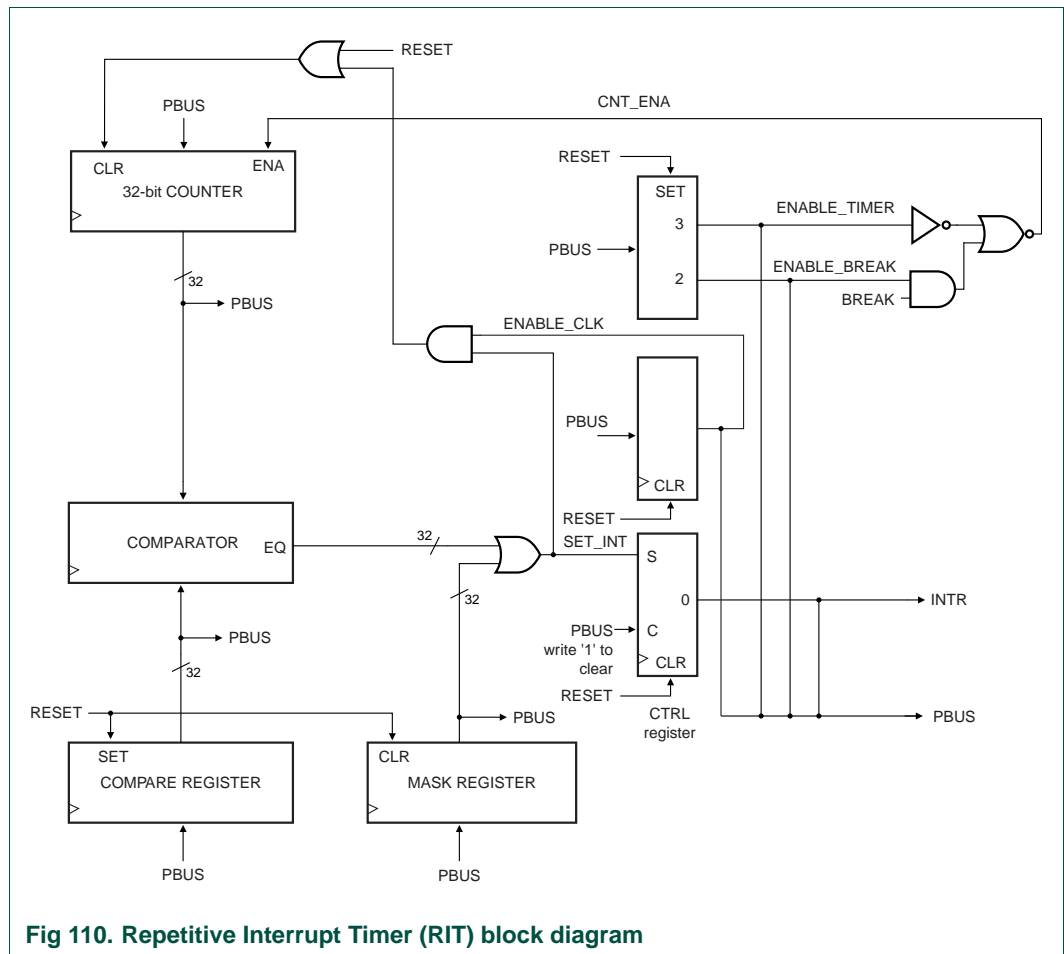 RESET
PBUS
CNT_ENA
CLR
ENA
32-bit COUNTER
RESET
SET
3
ENABLE_TIMER
PBUS
2
ENABLE_BREAK
BREAK
32
PBUS
ENABLE_CLK
PBUS
CLR
RESET
COMPARATOR
EQ
32
SET_INT
S
32
0
INTR
PBUS
write '1' to
clear
C
CLR
PBUS
32
RESET
CTRL
register
RESET
PBUS
PBUS
SET
COMPARE REGISTER
CLR
MASK REGISTER
PBUS
PBUS
Fig 110. Repetitive Interrupt Timer (RIT) block diagram